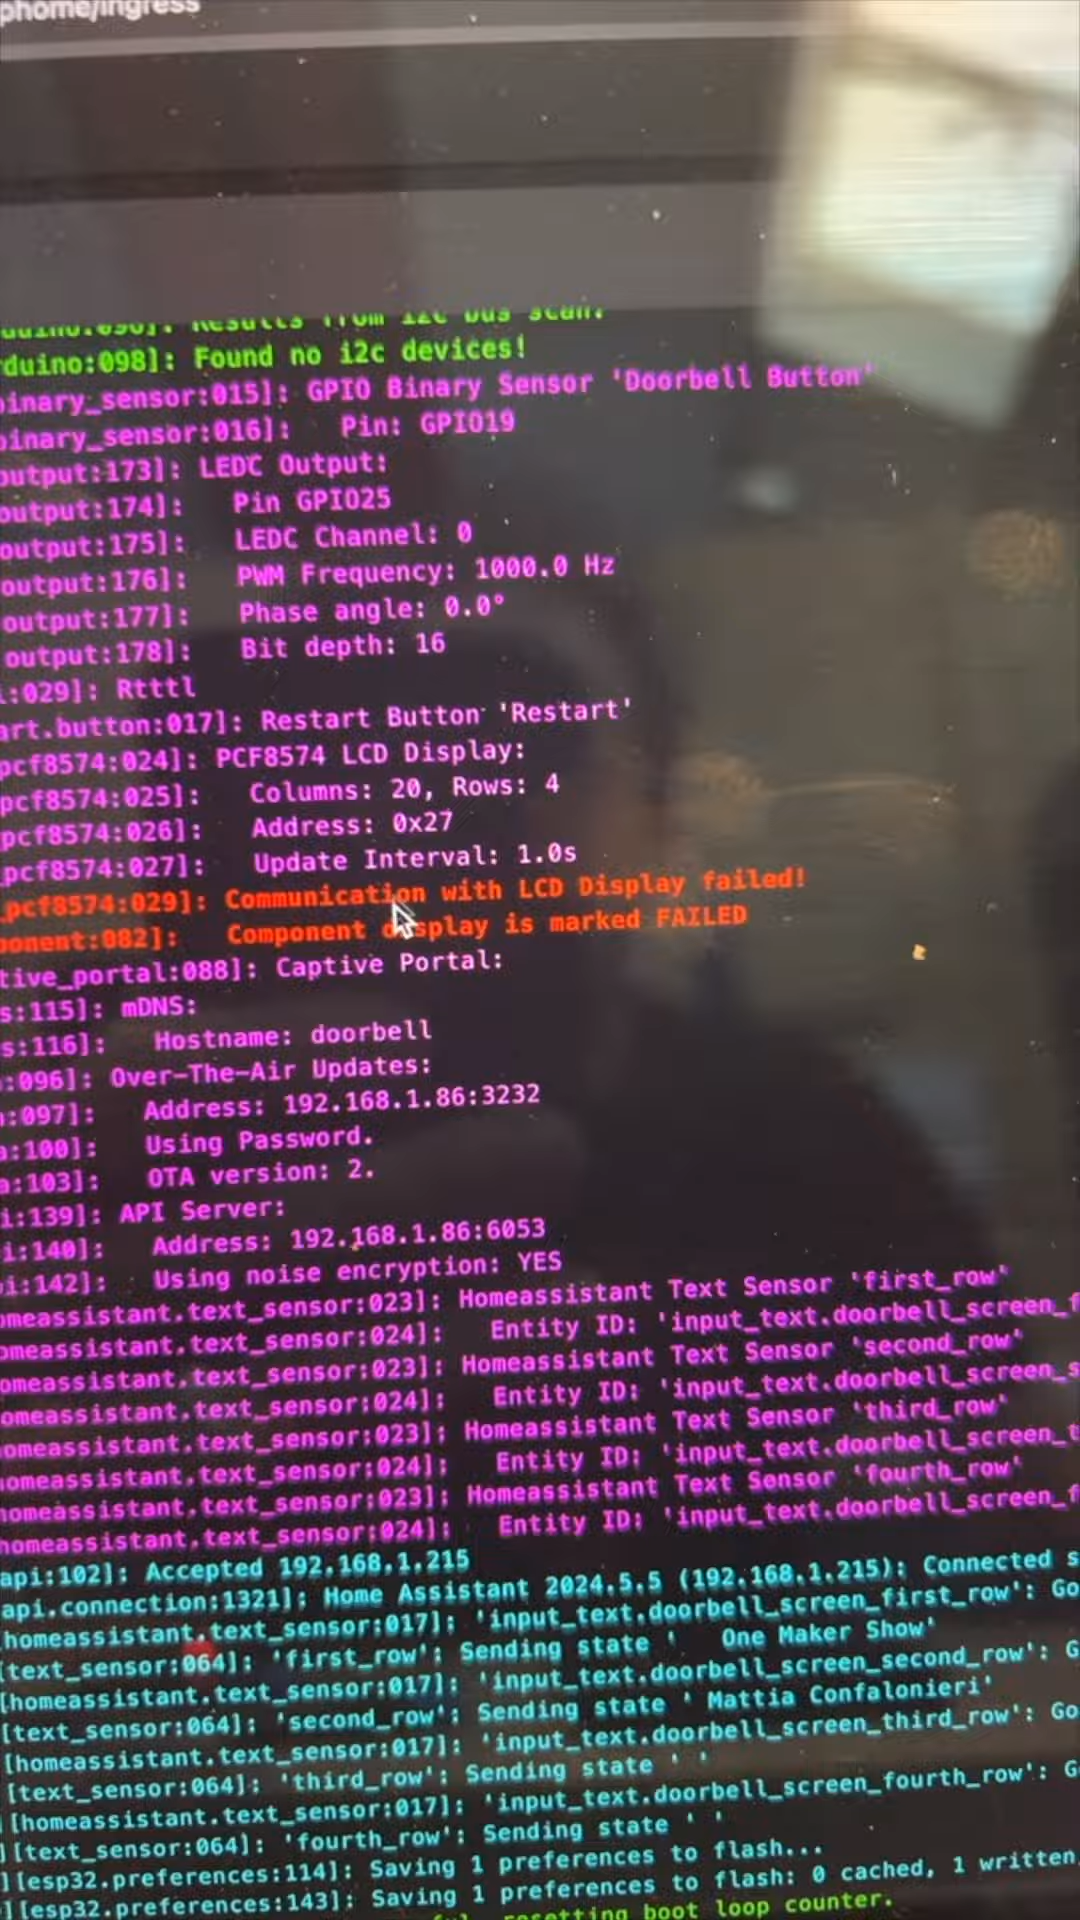 phome/ingress
Results from i2c bus scan:
rduino:098]: Found no i2c devices!
binary_sensor:015]: GPIO Binary Sensor 'Doorbell Button'
binary_sensor:016]: Pin: GPIO19
output:173]: LEDC Output:
output:174]: Pin GPIO25
output:175]: LEDC Channel: 0
output:176]: PWM Frequency: 1000.0 Hz
output:177]: Phase angle: 0.0°
output:178]: Bit depth: 16
:029]: Rtttl
art.button:017]: Restart Button 'Restart'
pcf8574:024]: PCF8574 LCD Display:
pcf8574:025]: Columns: 20, Rows: 4
pcf8574:026]: Address: 0x27
_pcf8574:027]: Update Interval: 1.0s
_pcf8574:029]: Communication with LCD Display failed!
ponent:082]: Component display is marked FAILED
tive_portal:088]: Captive Portal:
s:115]: mDNS:
s:116]: Hostname: doorbell
:096]: Over-The-Air Updates:
:097]: Address: 192.168.1.86:3232
a:100]: Using Password.
a:103]: OTA version: 2.
i:139]: API Server:
i:140]: Address: 192.168.1.86:6053
i:142]: Using noise encryption: YES
omeassistant.text_sensor:023]: Homeassistant Text Sensor 'first_row'
omeassistant.text_sensor:024]: Entity ID: 'input_text.doorbell_screen_f
omeassistant.text_sensor:023]: Homeassistant Text Sensor 'second_row'
omeassistant.text_sensor:024]: Entity ID: 'input_text.doorbell_screen_s
homeassistant.text_sensor:023]: Homeassistant Text Sensor 'third_row'
homeassistant.text_sensor:024]: Entity ID: 'input_text.doorbell_screen_t
homeassistant.text_sensor:023]: Homeassistant Text Sensor 'fourth_row'
homeassistant.text_sensor:024]: Entity ID: 'input_text.doorbell_screen_f
api:102]: Accepted 192.168.1.215
api.connection:1321]: Home Assistant 2024.5.5 (192.168.1.215): Connected s
[homeassistant.text_sensor:017]: 'input_text.doorbell_screen_first_row': Go
[text_sensor:064]: 'first_row': Sending state ' One Maker Show'
[homeassistant.text_sensor:017]: 'input_text.doorbell_screen_second_row': G
[text_sensor:064]: 'second_row': Sending state ' Mattia Confalonieri'
[homeassistant.text_sensor:017]: 'input_text.doorbell_screen_third_row': Go
[text_sensor:064]: 'third_row': Sending state ' '
[homeassistant.text_sensor:017]: 'input_text.doorbell_screen_fourth_row': G
][text_sensor:064]: 'fourth_row': Sending state ' '
][esp32.preferences:114]: Saving 1 preferences to flash...
][esp32.preferences:143]: Saving 1 preferences to flash: 0 cached, 1 written,
resetting boot loop counter.